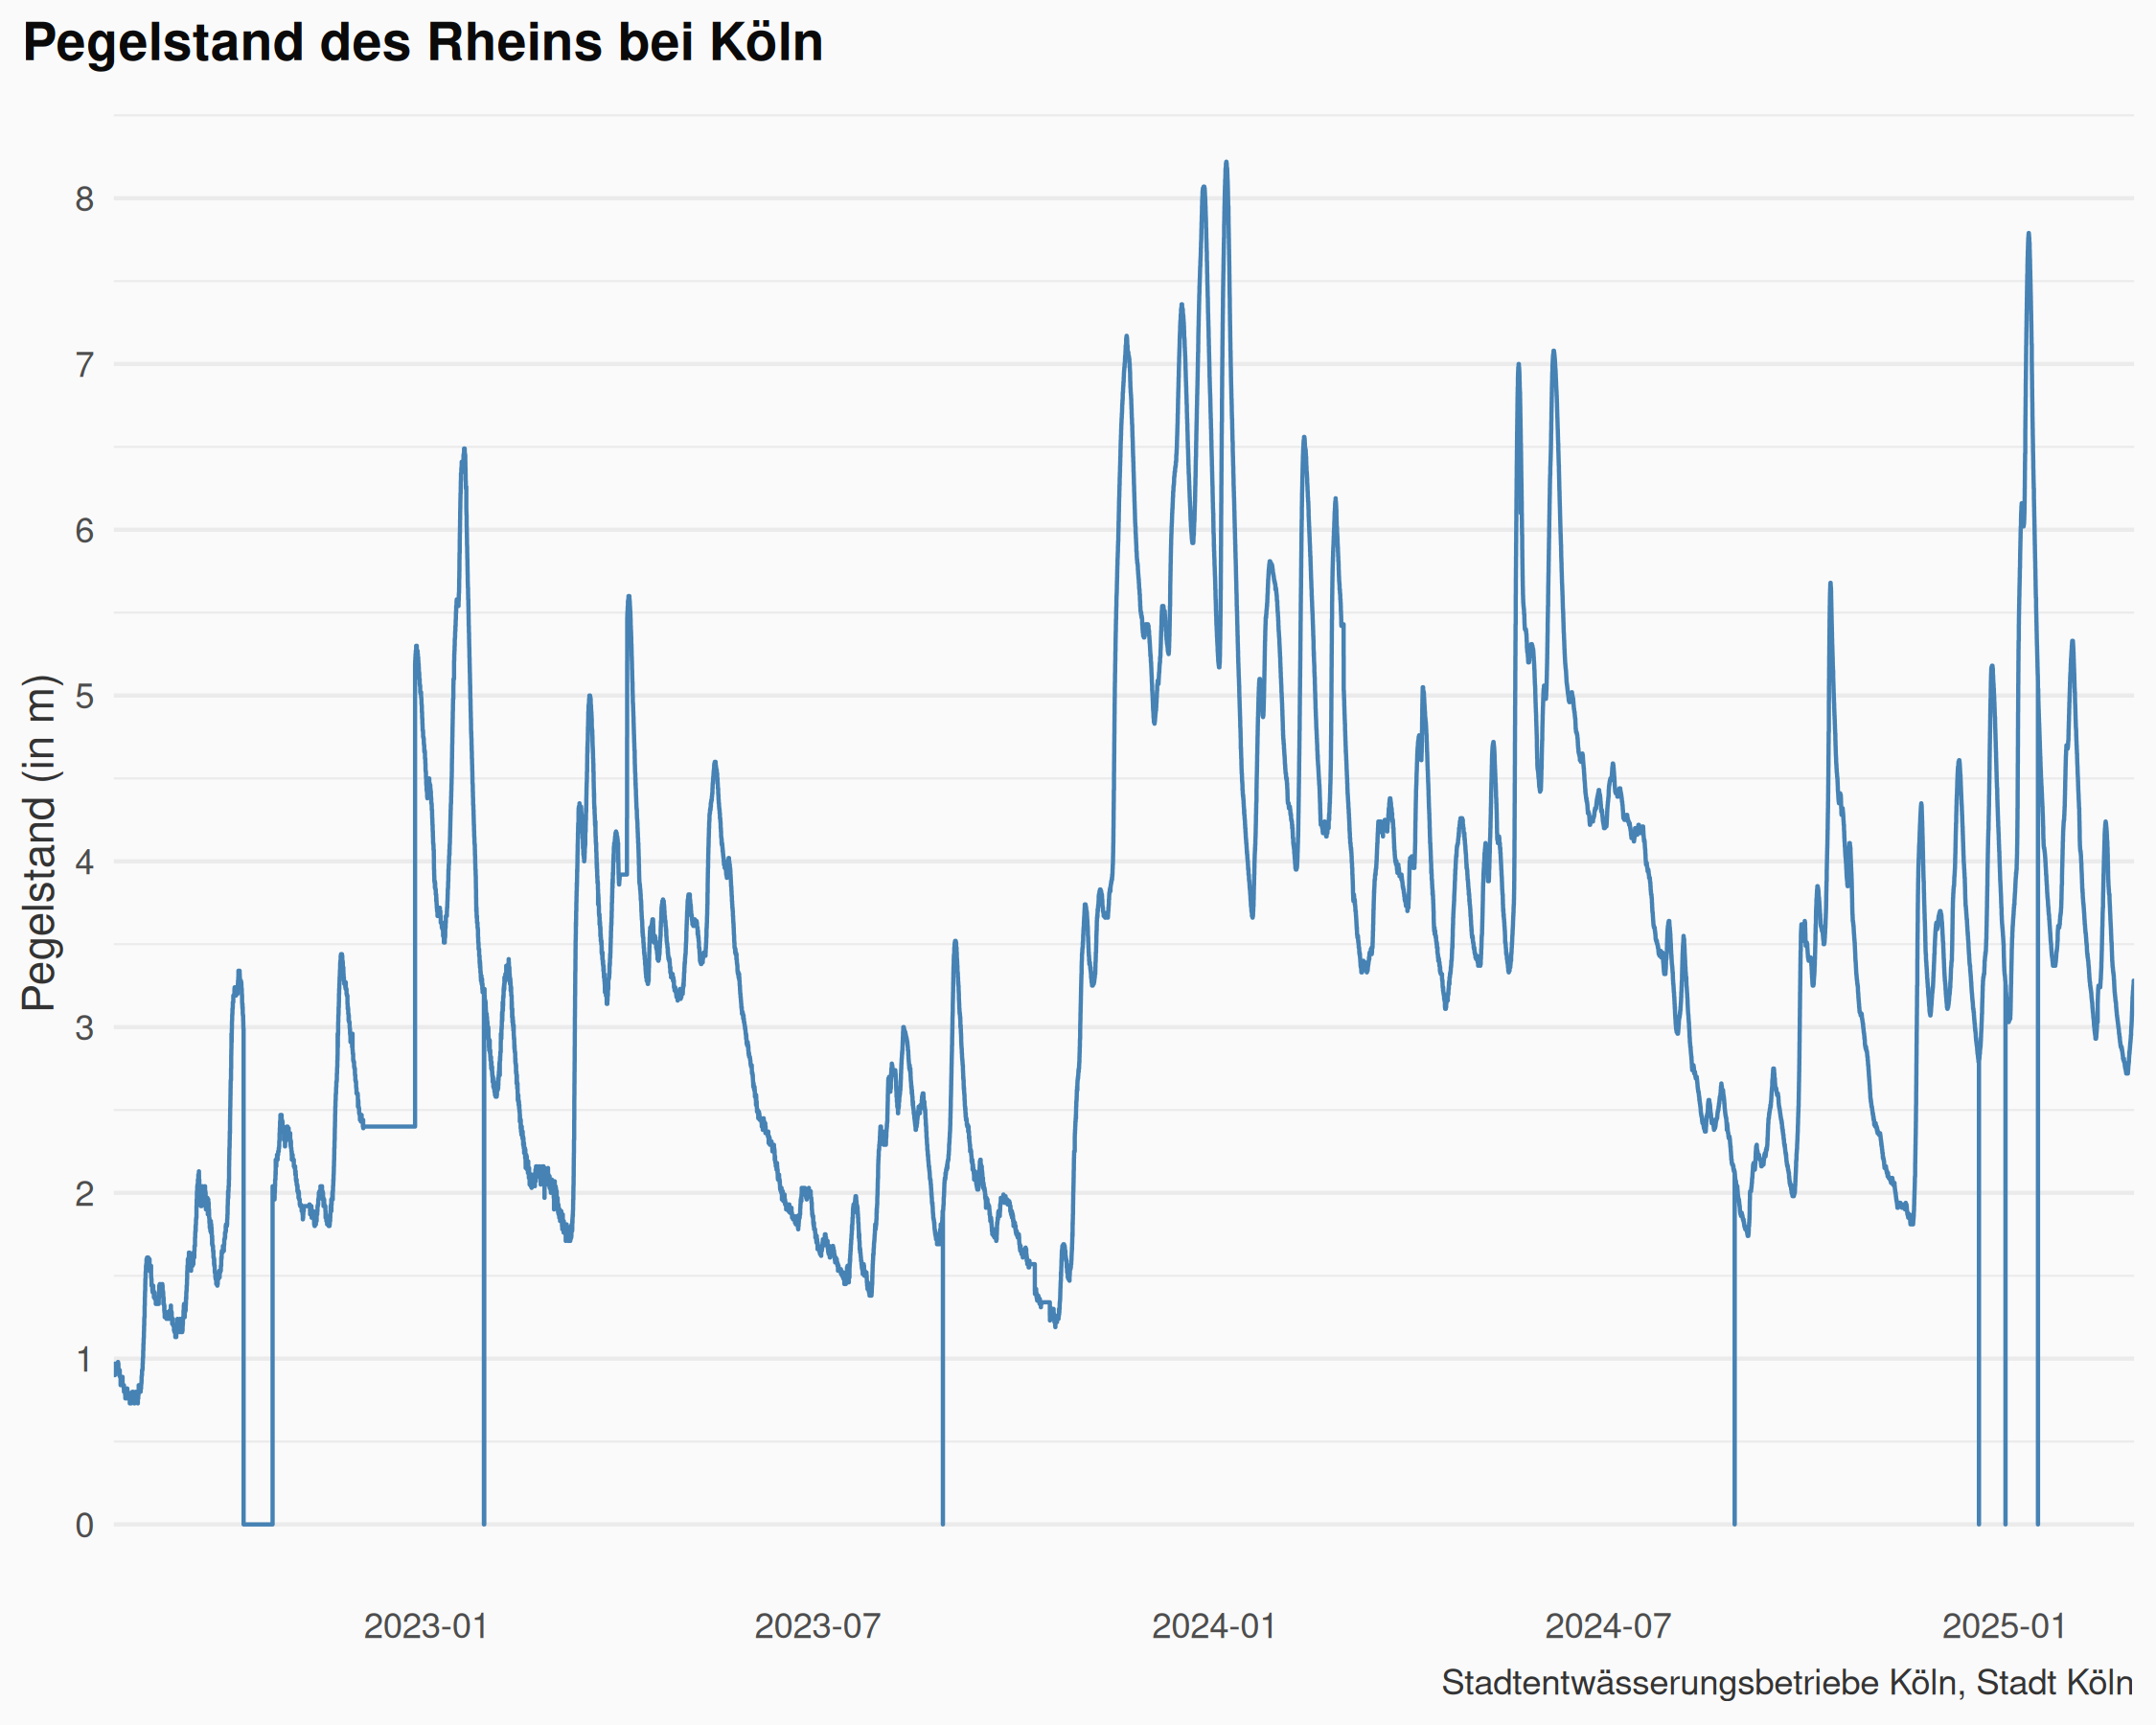 Pegelstand des Rheins bei Köln
Pegelstand (in m)
8
7
6
5
4
3
2
1
0
2023-01 2023-07 2024-01 2024-07 2025-01
Stadtentwässerungsbetriebe Köln, Stadt Köln